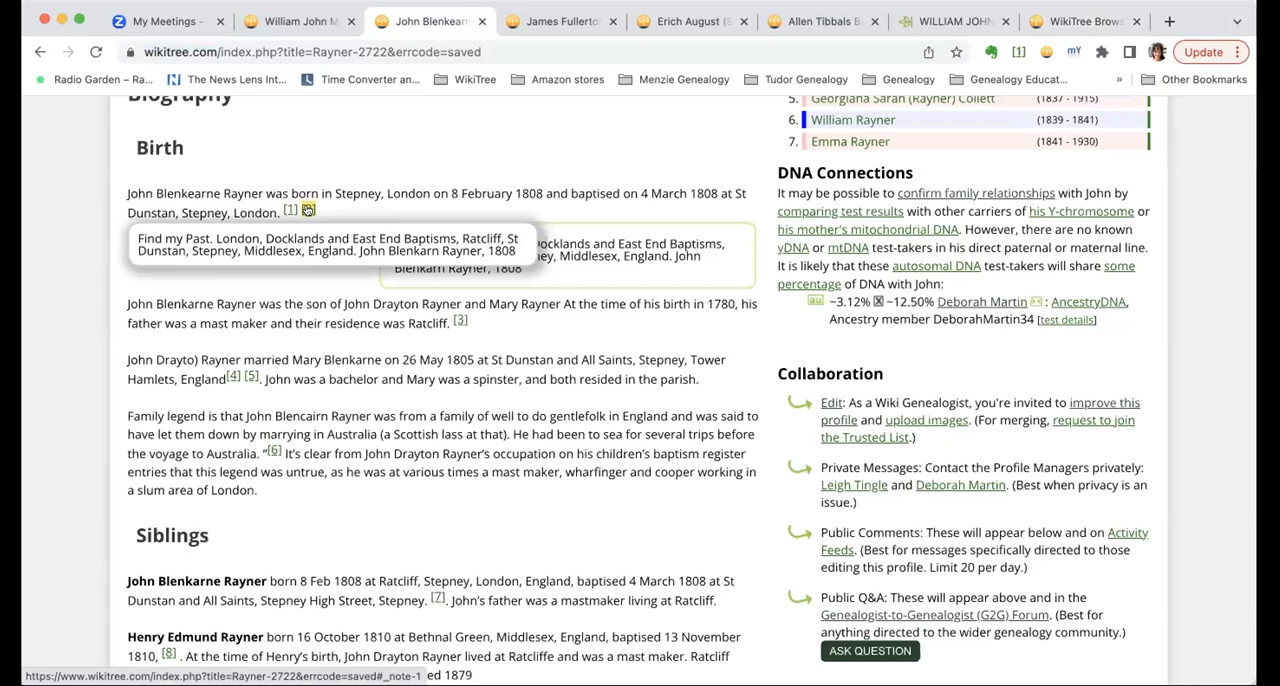 My Meetings -
William John M
John Blenkearn
James Fullerton
Erich August (S
Allen Tibbals B
WILLIAM JOHN
WikiTree Brows
wikitree.com/index.php?title=Rayner-2722&errcode=saved
Update
Radio Garden – Ra...
The News Lens Int...
Time Converter an...
WikiTree
Amazon stores
Menzie Genealogy
Tudor Genealogy
Genealogy
Genealogy Educat...
»
Other Bookmarks
Biography
Birth
John Blenkearne Rayner was born in Stepney, London on 8 February 1808 and baptised on 4 March 1808 at St
Dunstan, Stepney, London. [1]
Find my Past. London, Docklands and East End Baptisms, Ratcliff, St
Dunstan, Stepney, Middlesex, England. John Blenkarn Rayner, 1808
Docklands and East End Baptisms,
ney, Middlesex, England. John
Blenkarn Rayner, 1808
John Blenkarne Rayner was the son of John Drayton Rayner and Mary Rayner At the time of his birth in 1780, his
father was a mast maker and their residence was Ratcliff. [3]
John Drayto) Rayner married Mary Blenkarne on 26 May 1805 at St Dunstan and All Saints, Stepney, Tower
Hamlets, England[4] [5]. John was a bachelor and Mary was a spinster, and both resided in the parish.
Family legend is that John Blencairn Rayner was from a family of well to do gentlefolk in England and was said to
have let them down by marrying in Australia (a Scottish lass at that). He had been to sea for several trips before
the voyage to Australia. "[6] It's clear from John Drayton Rayner's occupation on his children's baptism register
entries that this legend was untrue, as he was at various times a mast maker, wharfinger and cooper working in
a slum area of London.
Siblings
John Blenkarne Rayner born 8 Feb 1808 at Ratcliff, Stepney, London, England, baptised 4 March 1808 at St
Dunstan and All Saints, Stepney High Street, Stepney. [7]. John's father was a mastmaker living at Ratcliff.
Henry Edmund Rayner born 16 October 1810 at Bethnal Green, Middlesex, England, baptised 13 November
1810, [8] . At the time of Henry's birth, John Drayton Rayner lived at Ratcliffe and was a mast maker. Ratcliff
ed 1879
https://www.wikitree.com/index.php?title=Rayner-2722&errcode=saved#_note-1
5. Georgiana Sarah (Rayner) Collett (1837 - 1915)
6. William Rayner (1839 - 1841)
7. Emma Rayner (1841 - 1930)
DNA Connections
It may be possible to confirm family relationships with John by
comparing test results with other carriers of his Y-chromosome or
his mother's mitochondrial DNA. However, there are no known
yDNA or mtDNA test-takers in his direct paternal or maternal line.
It is likely that these autosomal DNA test-takers will share some
percentage of DNA with John:
au ~3.12% X ~12.50% Deborah Martin : AncestryDNA,
Ancestry member DeborahMartin34 [test details]
Collaboration
Edit: As a Wiki Genealogist, you're invited to improve this
profile and upload images. (For merging, request to join
the Trusted List.)
Private Messages: Contact the Profile Managers privately:
Leigh Tingle and Deborah Martin. (Best when privacy is an
issue.)
Public Comments: These will appear below and on Activity
Feeds. (Best for messages specifically directed to those
editing this profile. Limit 20 per day.)
Public Q&A: These will appear above and in the
Genealogist-to-Genealogist (G2G) Forum. (Best for
anything directed to the wider genealogy community.)
ASK QUESTION